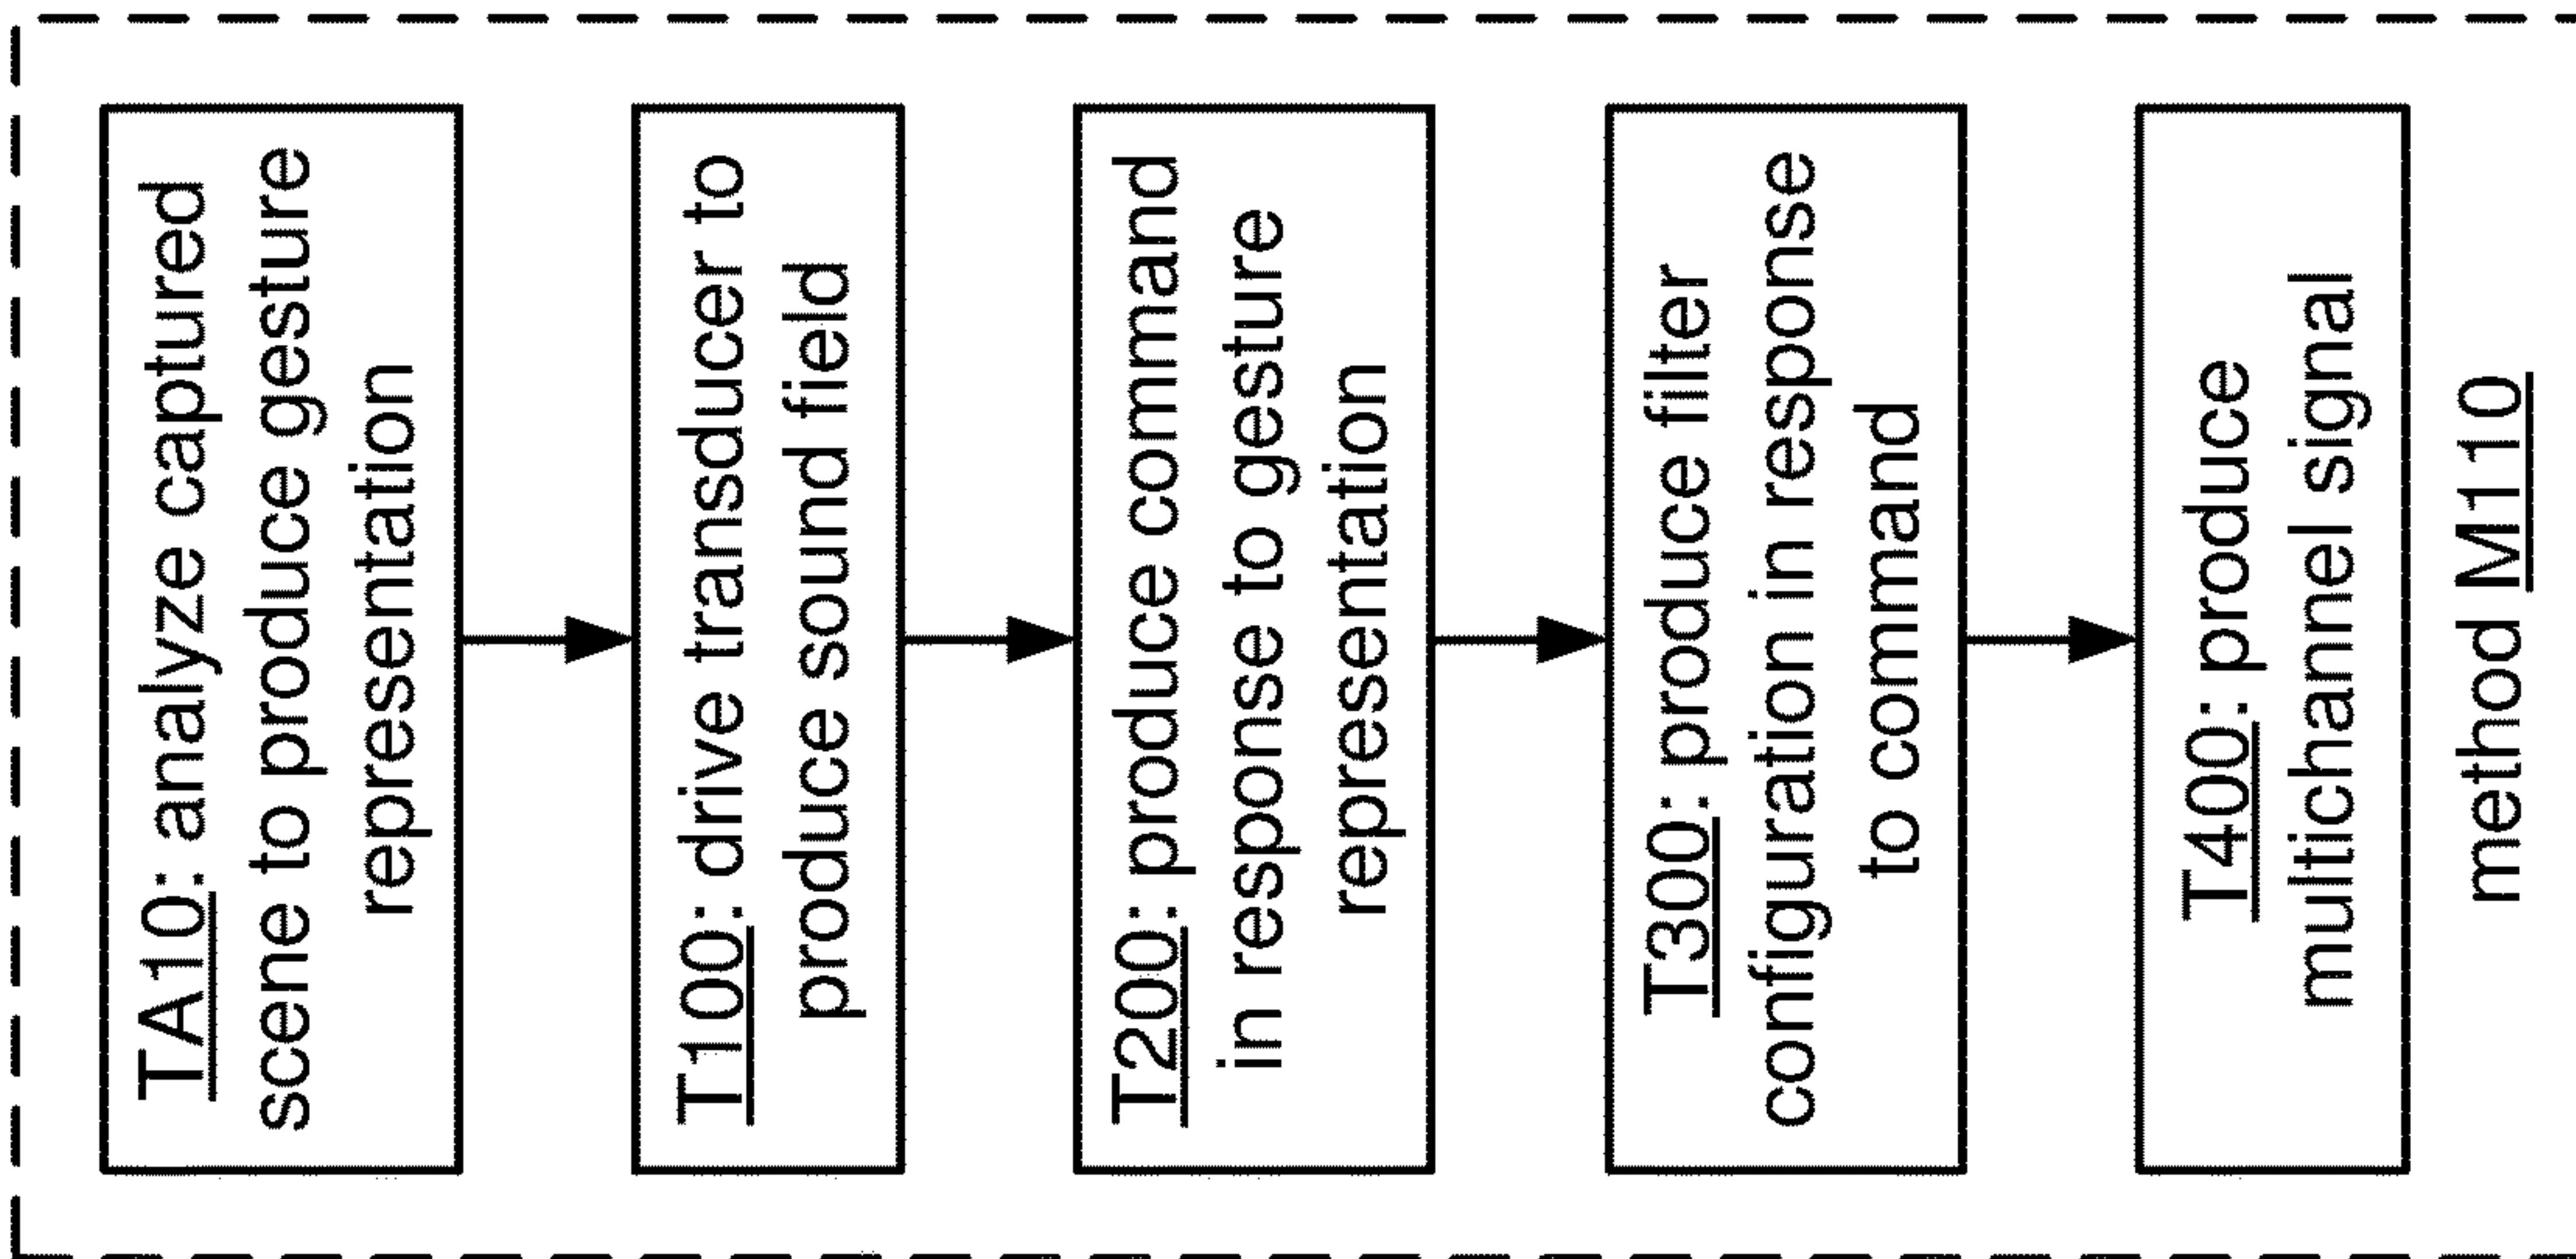 TA10: analyze captured
scene to produce gesture
representation
T100: drive transducer to
produce sound field
T200: produce command
in response to gesture
representation
T300: produce filter
configuration in response
to command
T400: produce
multichannel signal
method M110